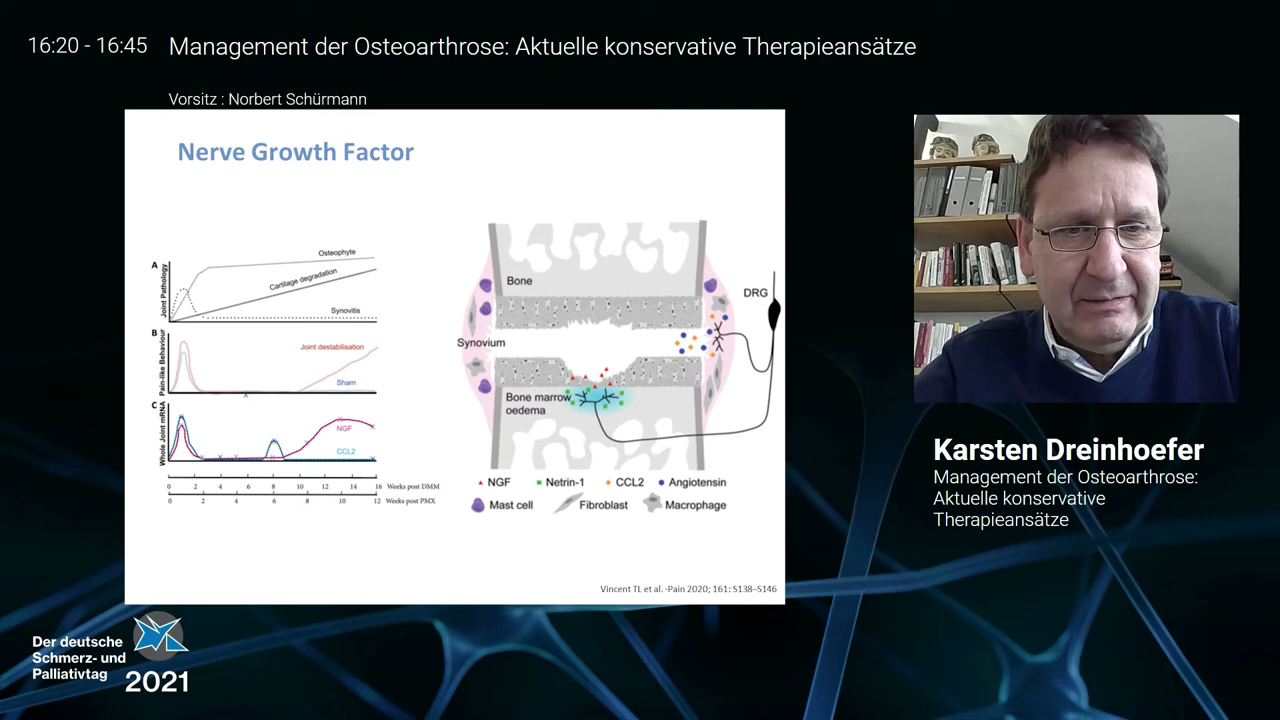 16:20 - 16:45 Management der Osteoarthrose: Aktuelle konservative Therapieansätze
Vorsitz : Norbert Schürmann
Nerve Growth Factor
A
Joint Pathology
Osteophyte
Cartilage degradation
Synovitis
B
Pain-like Behaviour
Joint destabilisation
Sham
C
Whole Joint mRNA
NGF
CCL2
0 2 4 6 8 10 12 14 16 Weeks post DMM
0 2 4 6 8 10 12 Weeks post PMX
Bone
DRG
Synovium
Bone marrow
oedema
NGF Netrin-1 CCL2 Angiotensin
Mast cell Fibroblast Macrophage
Vincent TL et al. -Pain 2020; 161: S138–S146
Karsten Dreinhoefer
Management der Osteoarthrose:
Aktuelle konservative
Therapieansätze
Der deutsche
Schmerz- und
Palliativtag
2021